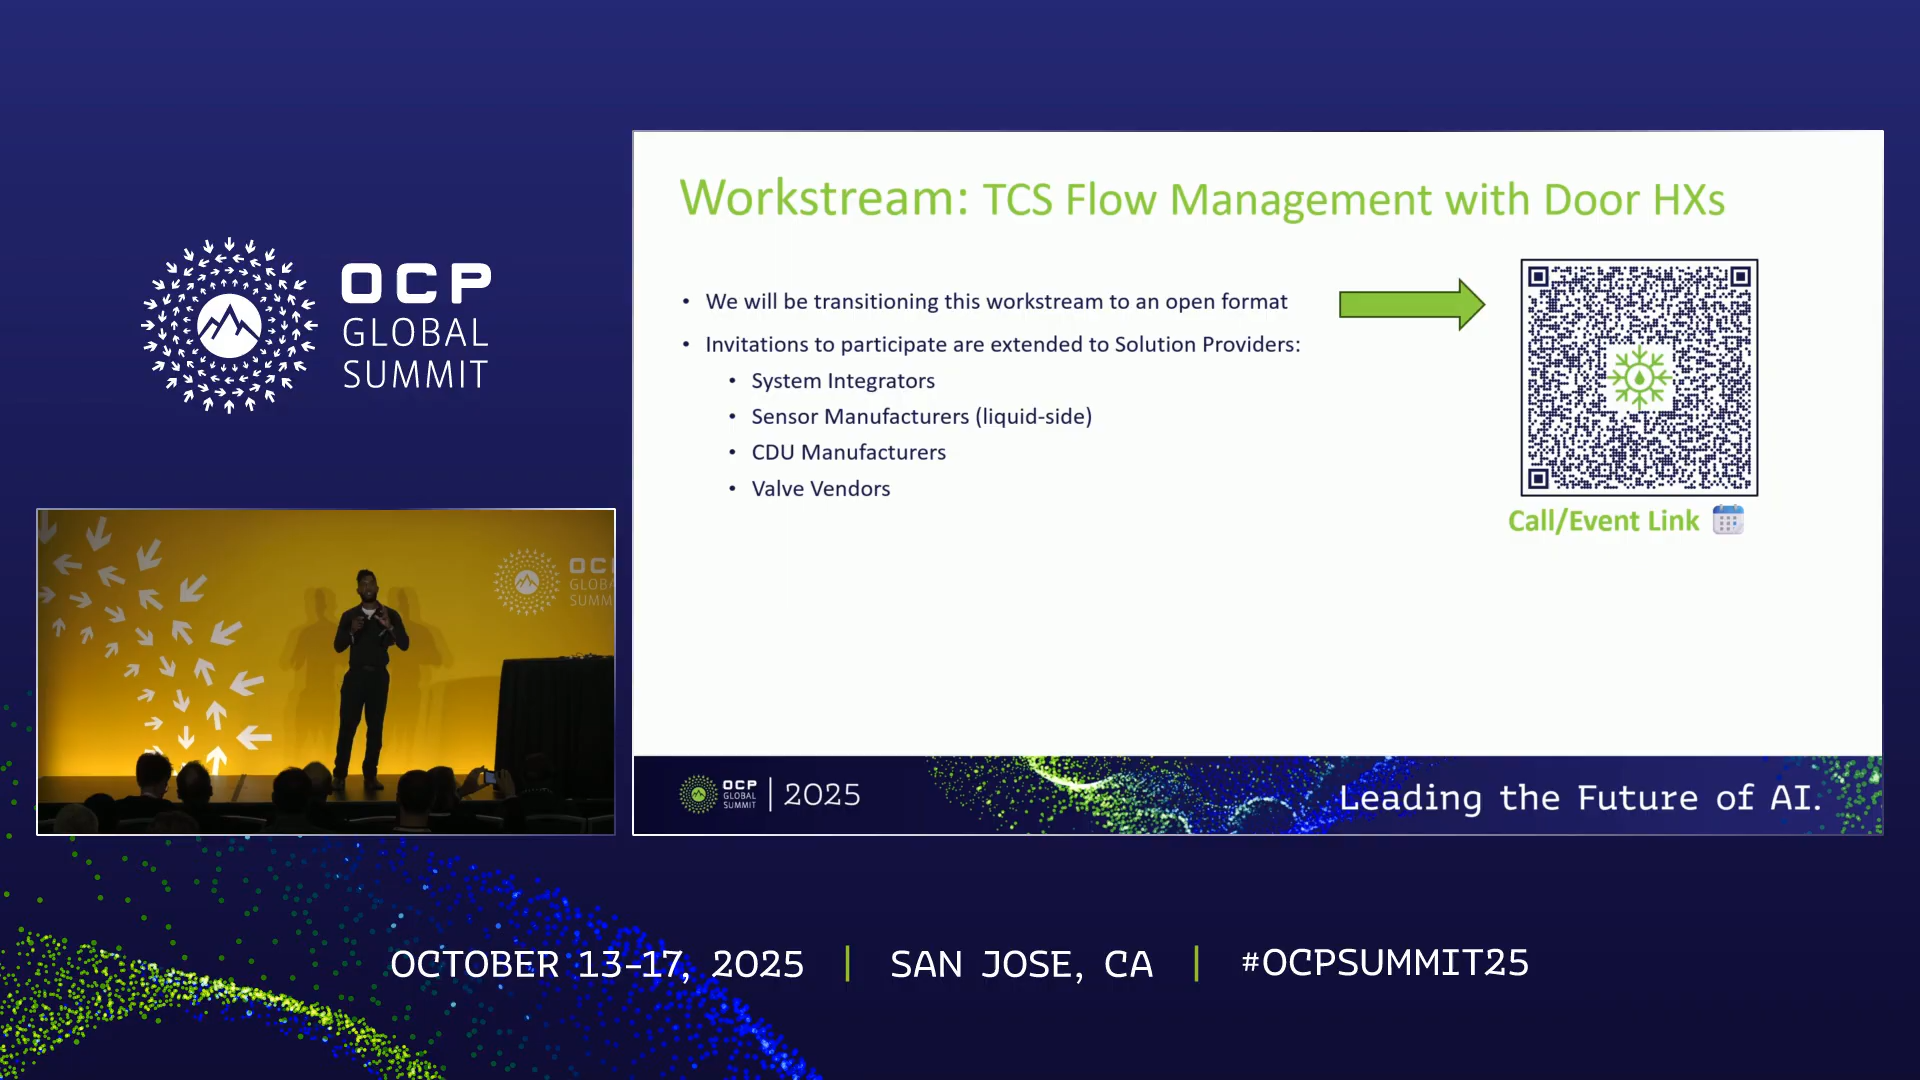 OCP
GLOBAL
SUMMIT
Workstream: TCS Flow Management with Door HXs
• We will be transitioning this workstream to an open format
• Invitations to participate are extended to Solution Providers:
• System Integrators
• Sensor Manufacturers (liquid-side)
• CDU Manufacturers
• Valve Vendors
Call/Event Link
OC
GLOBA
SUMM
OCP
GLOBAL
SUMMIT
2025
Leading the Future of AI.
OCTOBER 13-17, 2025 | SAN JOSE, CA | #OCPSUMMIT25